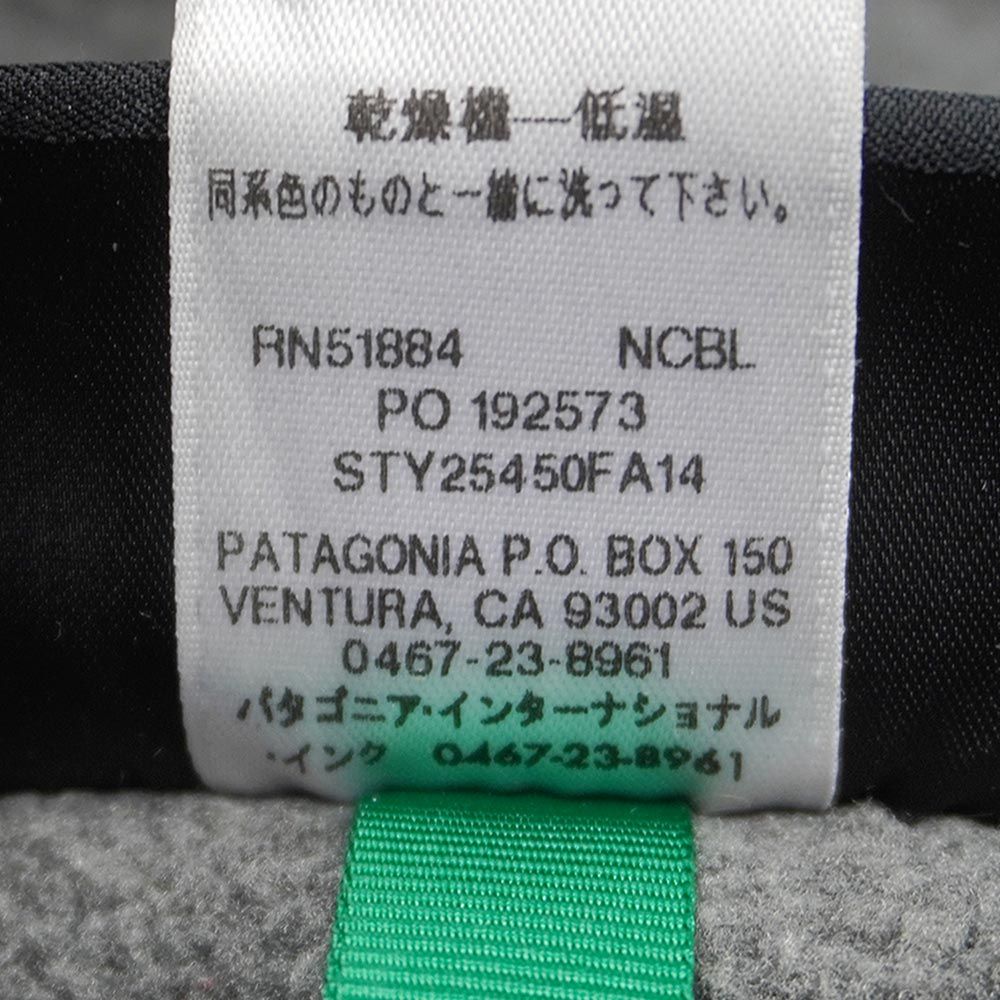 乾燥機一低温
同系色のものと一緒に洗って下さい。
RN51884 NCBL
PO 192573
STY25450FA14
PATAGONIA P.O. BOX 150
VENTURA, CA 93002 US
0467-23-8961
パタゴニア・インターナショナル
・インク 0467-23-8961